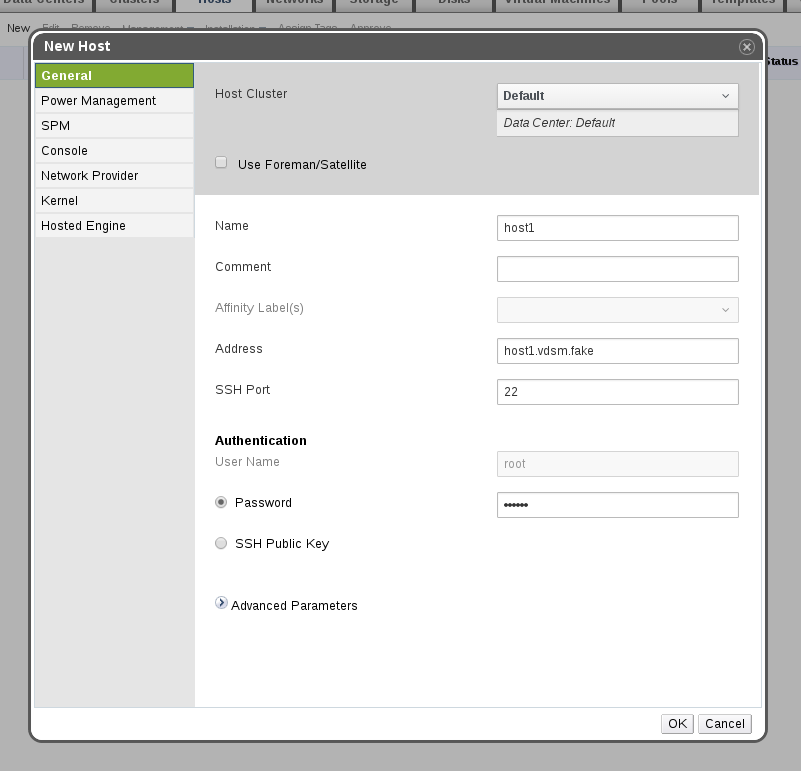 Data Centers Clusters Hosts Networks Storage Disks Virtual Machines Pools Templates
New Edit Remove Management Installation Assign Tags Approve
New Host
Status
General
Power Management
SPM
Console
Network Provider
Kernel
Hosted Engine
Host Cluster
Default
Data Center: Default
Use Foreman/Satellite
Name
host1
Comment
Affinity Label(s)
Address
host1.vdsm.fake
SSH Port
22
Authentication
User Name
root
Password
••••••
SSH Public Key
Advanced Parameters
OK Cancel